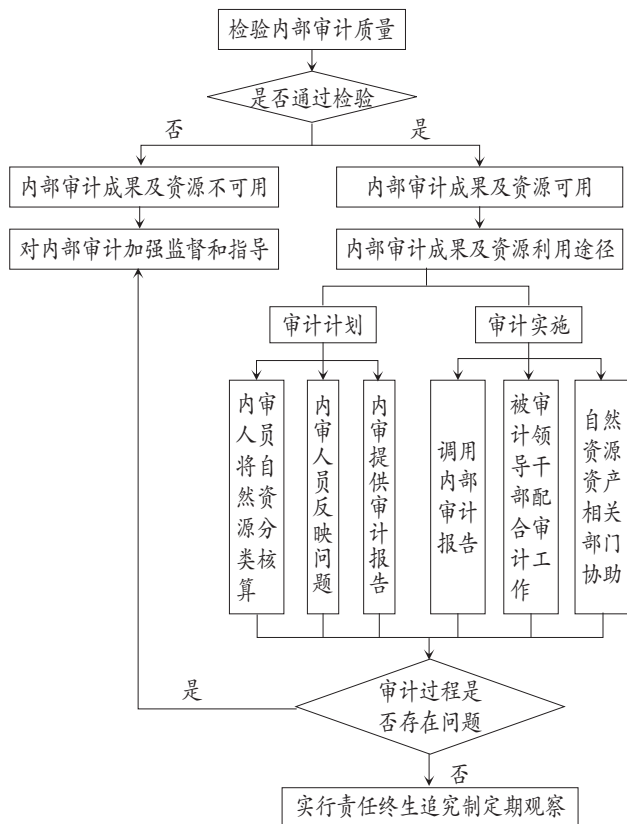 检验内部审计质量
是否通过检验
否
是
内部审计成果及资源不可用
内部审计成果及资源可用
对内部审计加强监督和指导
内部审计成果及资源利用途径
审计计划
审计实施
内审
人员
将自
然资
源分
类核
算
内审人员反映问题
内审提供审计报告
调用
内部
审计
报告
被审
计领
导干
部配
合审
计工
作
自然
资源
资产
相关
部门
协助
审计过程是
否存在问题
是
否
实行责任终生追究制定期观察